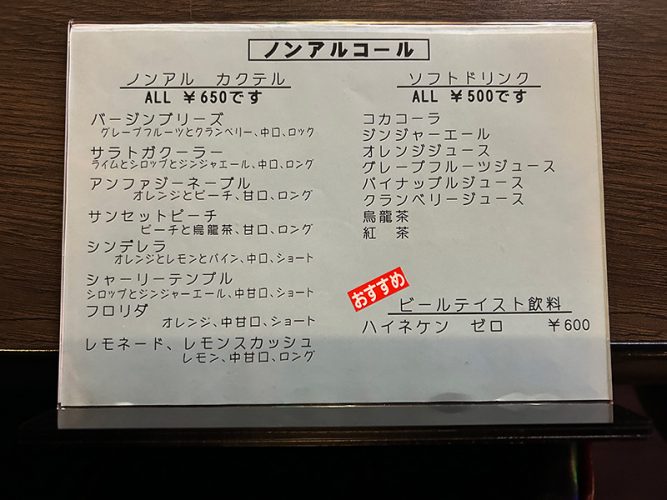 ノンアルコール
ノンアル カクテル
ALL ￥650です
バージンブリーズ
グレープフルーツとクランベリー、中口、ロック
サラトガクーラー
ライムとシロップとジンジャエール、中口、ロング
アンファジーネーブル
オレンジとピーチ、甘口、ロング
サンセットピーチ
ピーチと烏龍茶、甘口、ロング
シンデレラ
オレンジとレモンとパイン、中口、ショート
シャーリーテンプル
シロップとジンジャーエール、中甘口、ショート
フロリダ
オレンジ、中甘口、ショート
レモネード、レモンスカッシュ
レモン、中甘口、ロング
ソフトドリンク
ALL ￥500です
コカコーラ
ジンジャーエール
オレンジジュース
グレープフルーツジュース
パイナップルジュース
クランベリージュース
烏龍茶
紅 茶
おすすめ
ビールテイスト飲料
ハイネケン ゼロ ￥600